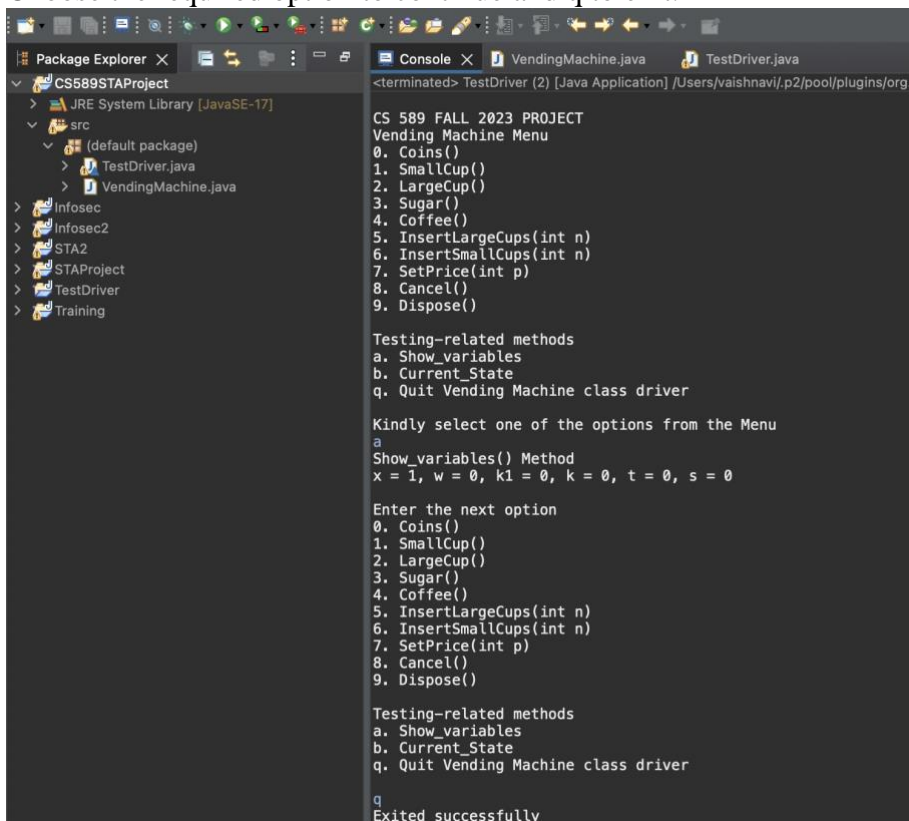 Package Explorer
CS589STAProject
JRE System Library [JavaSE-17]
src
(default package)
TestDriver.java
VendingMachine.java
Infosec
Infosec2
STA2
STAProject
TestDriver
Training
Console
VendingMachine.java
TestDriver.java
<terminated> TestDriver (2) [Java Application] /Users/vaishnavi/.p2/pool/plugins/org
CS 589 FALL 2023 PROJECT
Vending Machine Menu
0. Coins()
1. SmallCup()
2. LargeCup()
3. Sugar()
4. Coffee()
5. InsertLargeCups(int n)
6. InsertSmallCups(int n)
7. SetPrice(int p)
8. Cancel()
9. Dispose()
Testing-related methods
a. Show_variables
b. Current_State
q. Quit Vending Machine class driver
Kindly select one of the options from the Menu
a
Show_variables() Method
x = 1, w = 0, k1 = 0, k = 0, t = 0, s = 0
Enter the next option
0. Coins()
1. SmallCup()
2. LargeCup()
3. Sugar()
4. Coffee()
5. InsertLargeCups(int n)
6. InsertSmallCups(int n)
7. SetPrice(int p)
8. Cancel()
9. Dispose()
Testing-related methods
a. Show_variables
b. Current_State
q. Quit Vending Machine class driver
q
Exited successfully